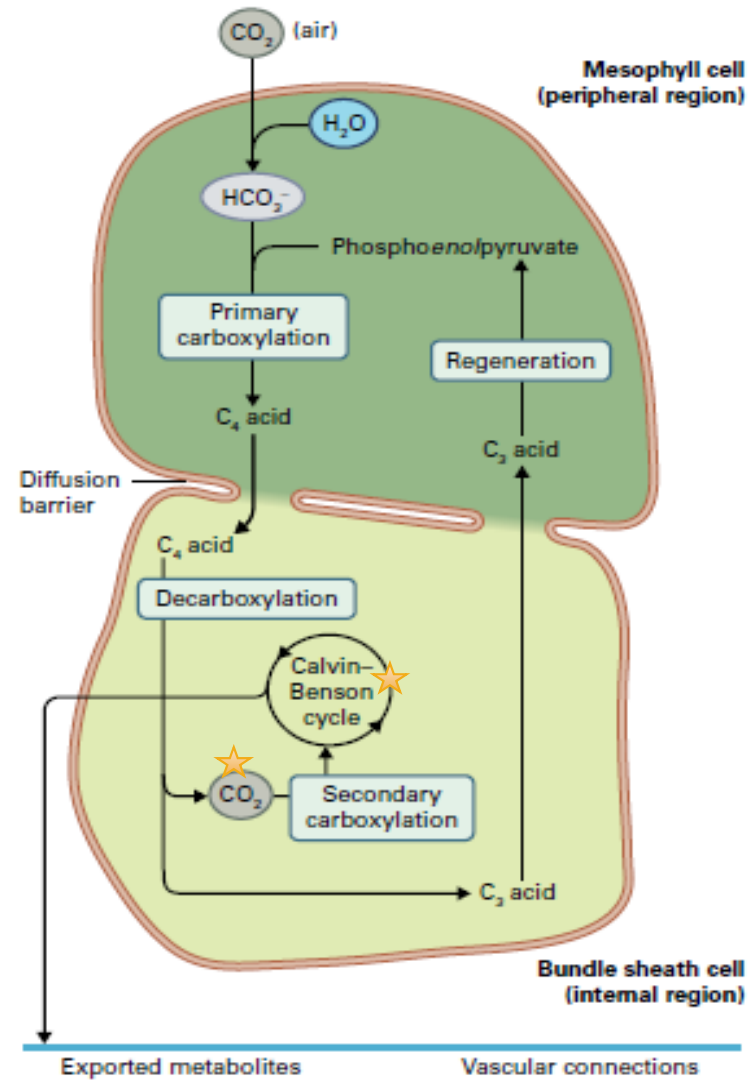 CO₂ (air)
Mesophyll cell
(peripheral region)
H₂O
HCO₃⁻
Phosphoenolpyruvate
Primary
carboxylation
Regeneration
C₄ acid
C₃ acid
Diffusion
barrier
C₄ acid
Decarboxylation
Calvin–
Benson
cycle
CO₂
Secondary
carboxylation
C₃ acid
Bundle sheath cell
(internal region)
Exported metabolites
Vascular connections